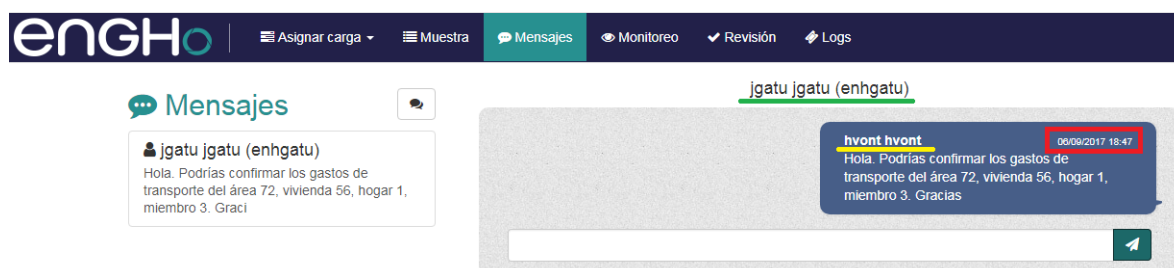 engho
Asignar carga Muestra Mensajes Monitoreo Revisión Logs
Mensajes
jgatu jgatu (enhgatu)
Hola. Podrías confirmar los gastos de
transporte del área 72, vivienda 56, hogar 1,
miembro 3. Graci
jgatu jgatu (enhgatu)
hvont hvont 06/09/2017 18:47
Hola. Podrías confirmar los gastos de
transporte del área 72, vivienda 56, hogar 1,
miembro 3. Gracias